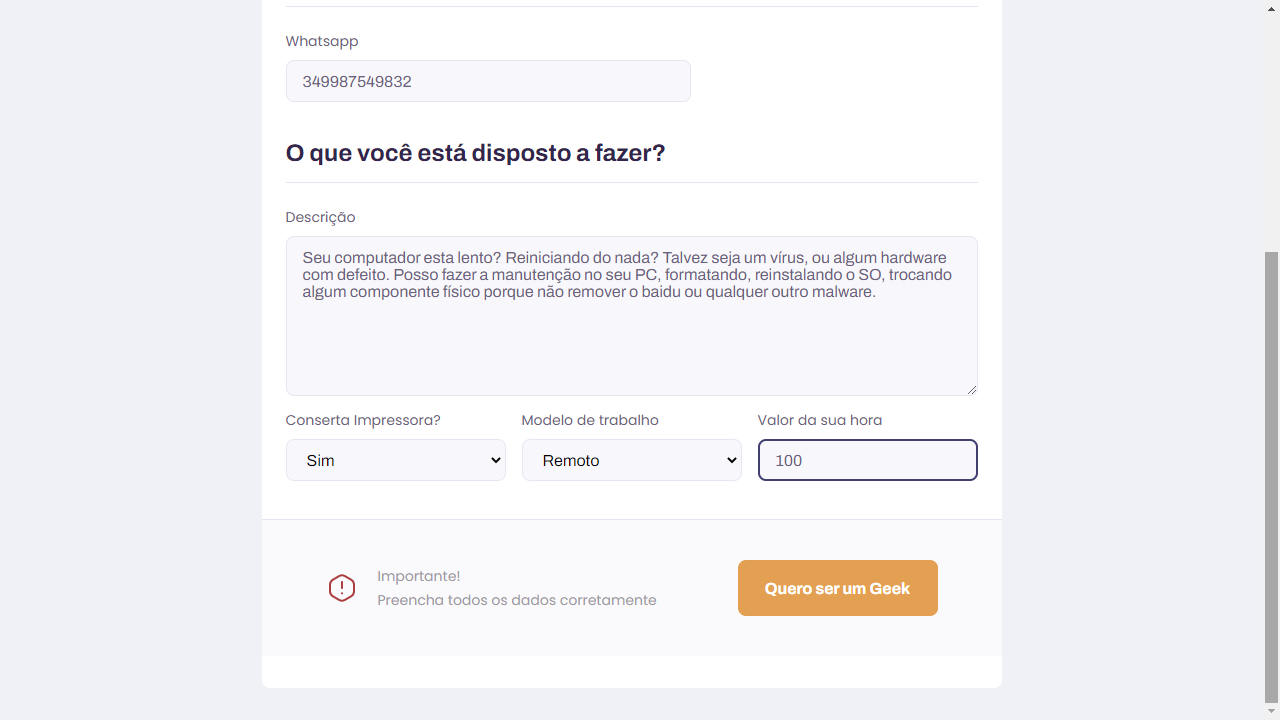 Whatsapp
349987549832
O que você está disposto a fazer?
Descrição
Seu computador esta lento? Reiniciando do nada? Talvez seja um vírus, ou algum hardware
com defeito. Posso fazer a manutenção no seu PC, formatando, reinstalando o SO, trocando
algum componente físico porque não remover o baidu ou qualquer outro malware.
Conserta Impressora?
Modelo de trabalho
Valor da sua hora
Sim
Remoto
100
Importante!
Preencha todos os dados corretamente
Quero ser um Geek